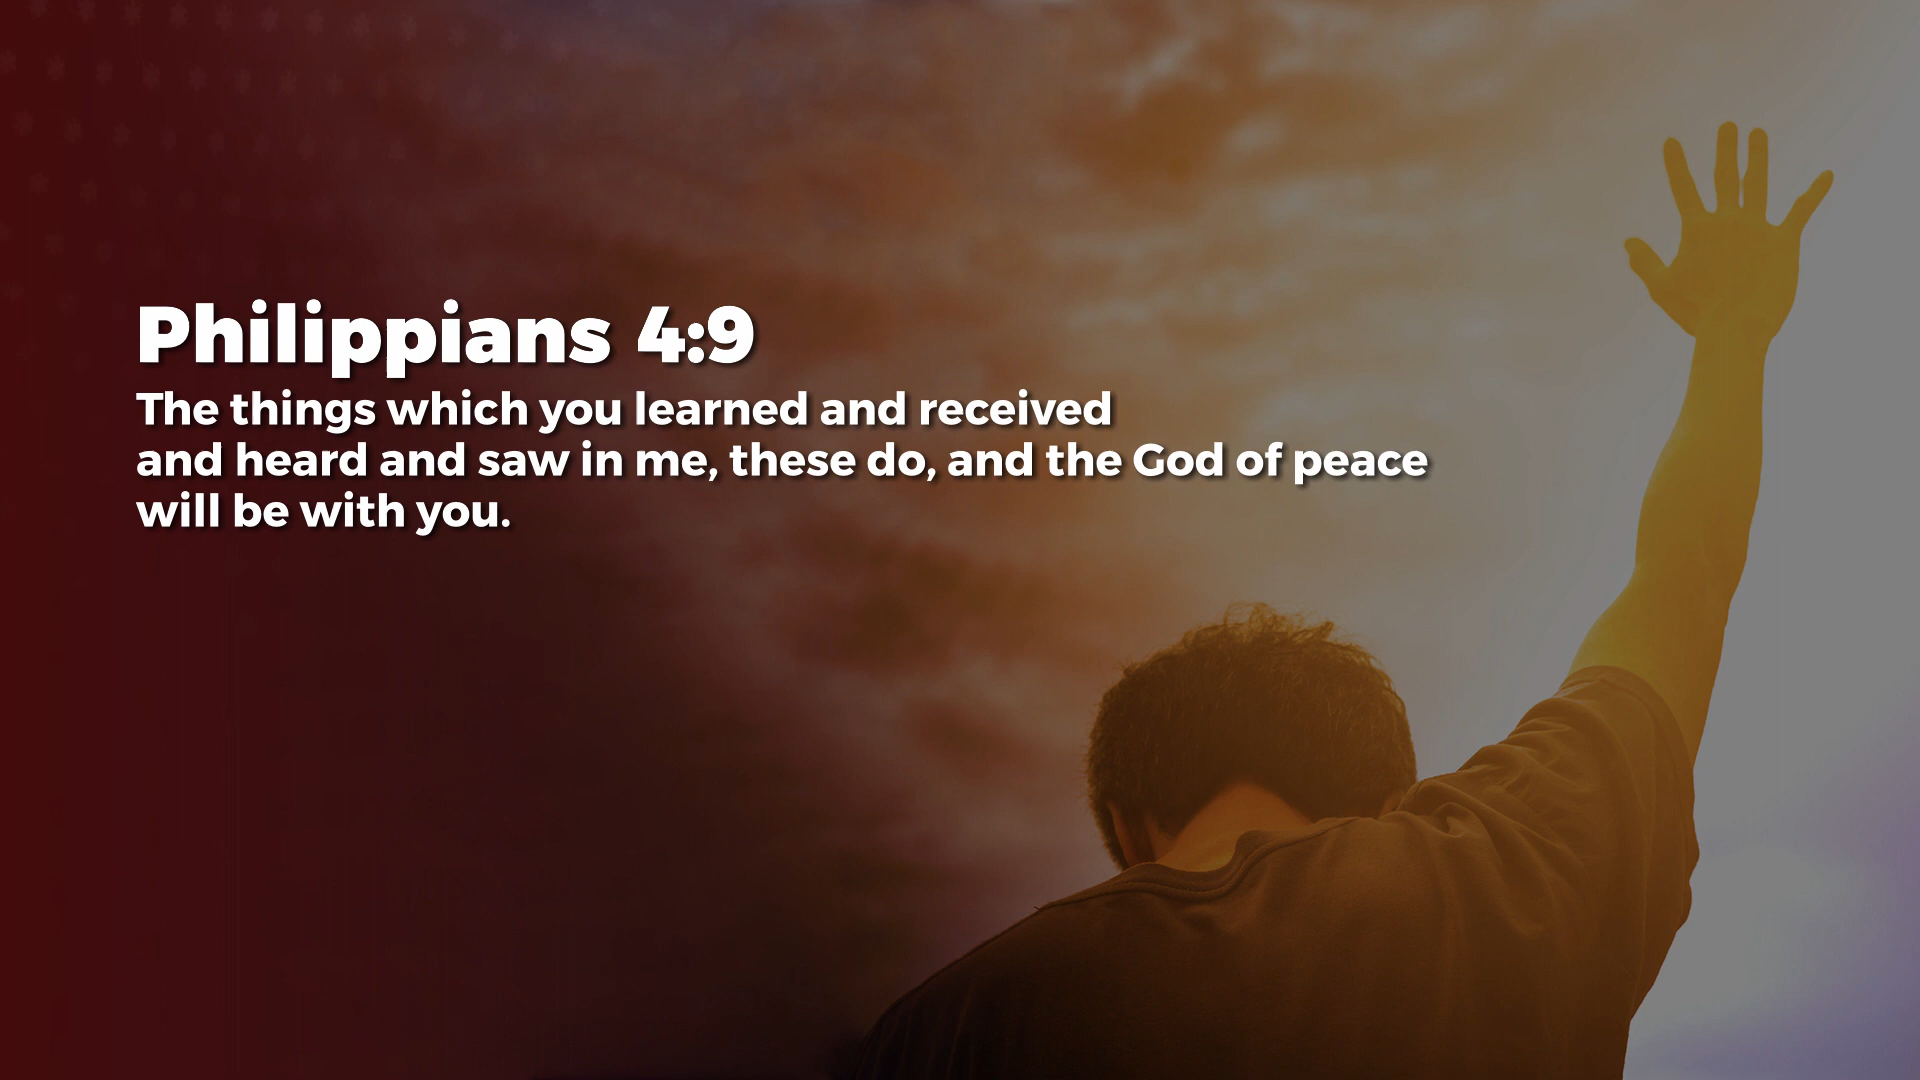 Philippians 4:9
The things which you learned and received
and heard and saw in me, these do, and the God of peace
will be with you.